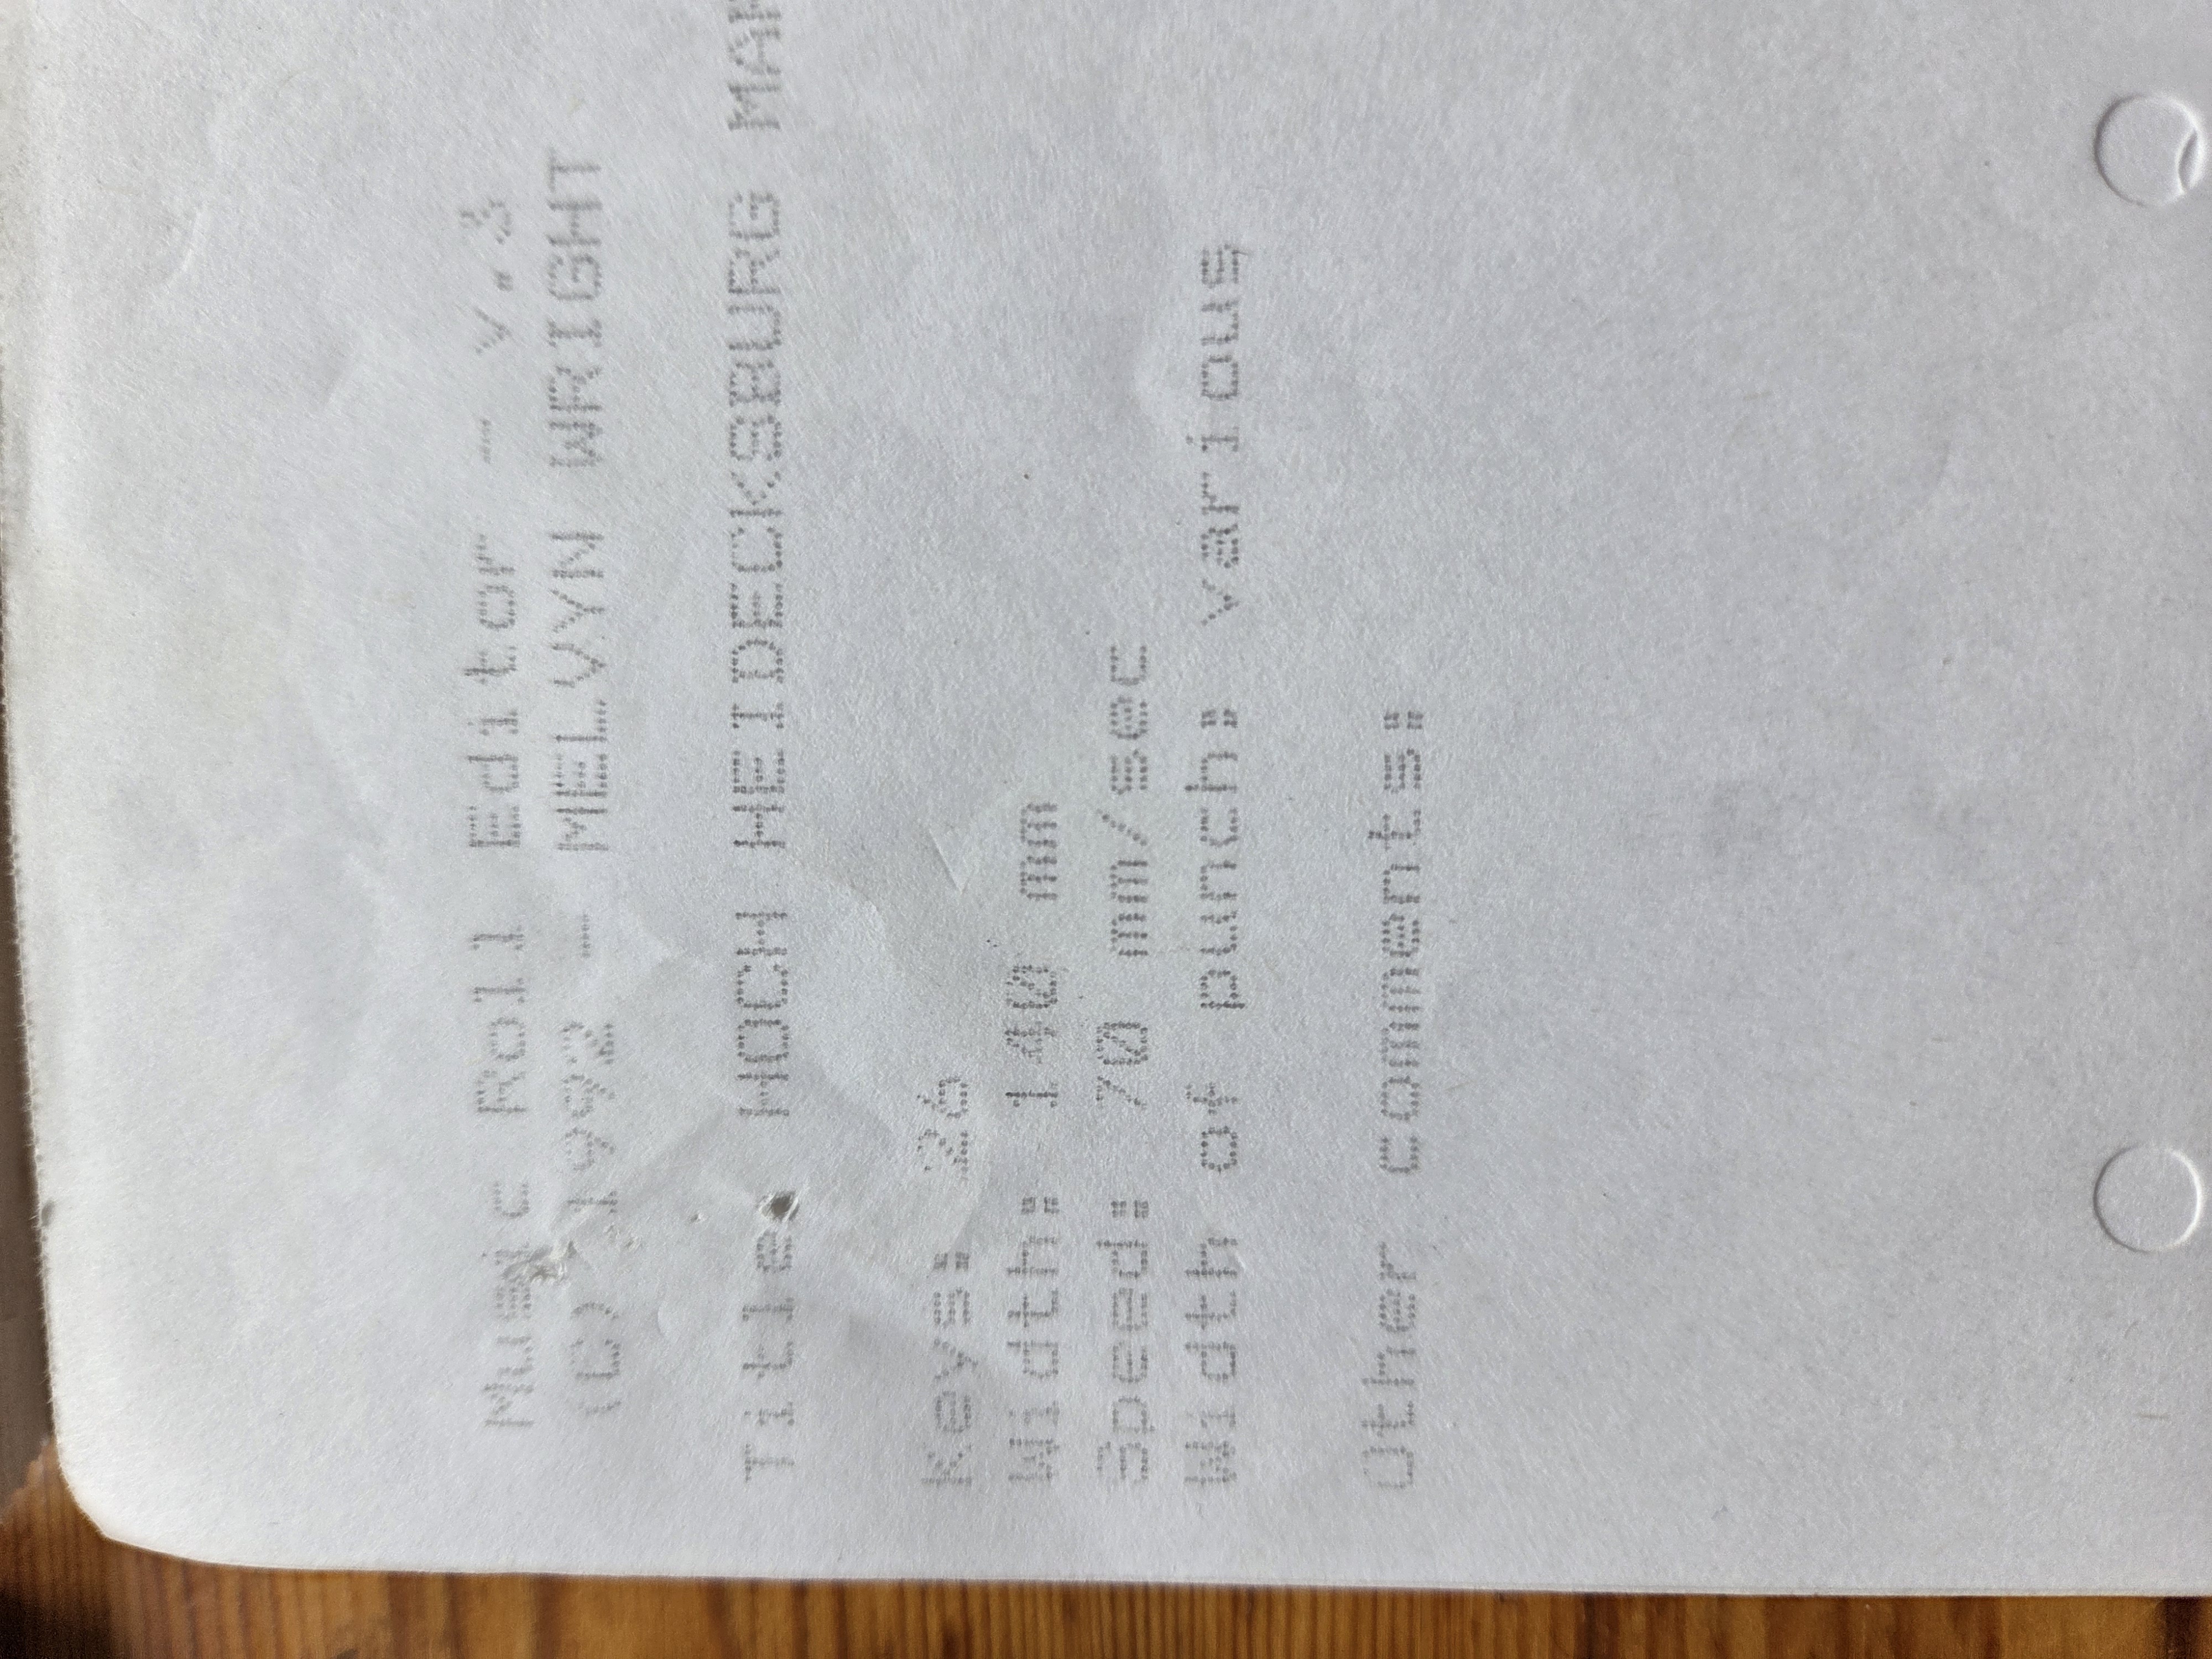 Music Roll Editor - V.3
(C) 1992 - MELVYN WRIGHT
Title: HOCH HEIDECKSBURG
Keys: 26
Width: 140 mm
Speed: 70 mm/sec
Width of punch: various
Other comments: